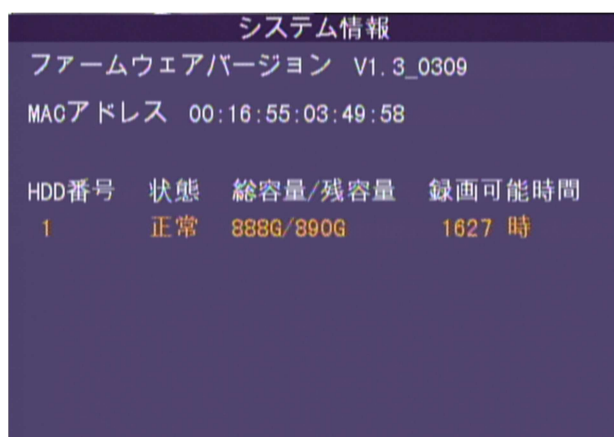 システム情報
ファームウェアバージョン V1.3_0309
MACアドレス 00:16:55:03:49:58
HDD番号 状態 総容量/残容量 録画可能時間
1 正常 888G/890G 1627 時